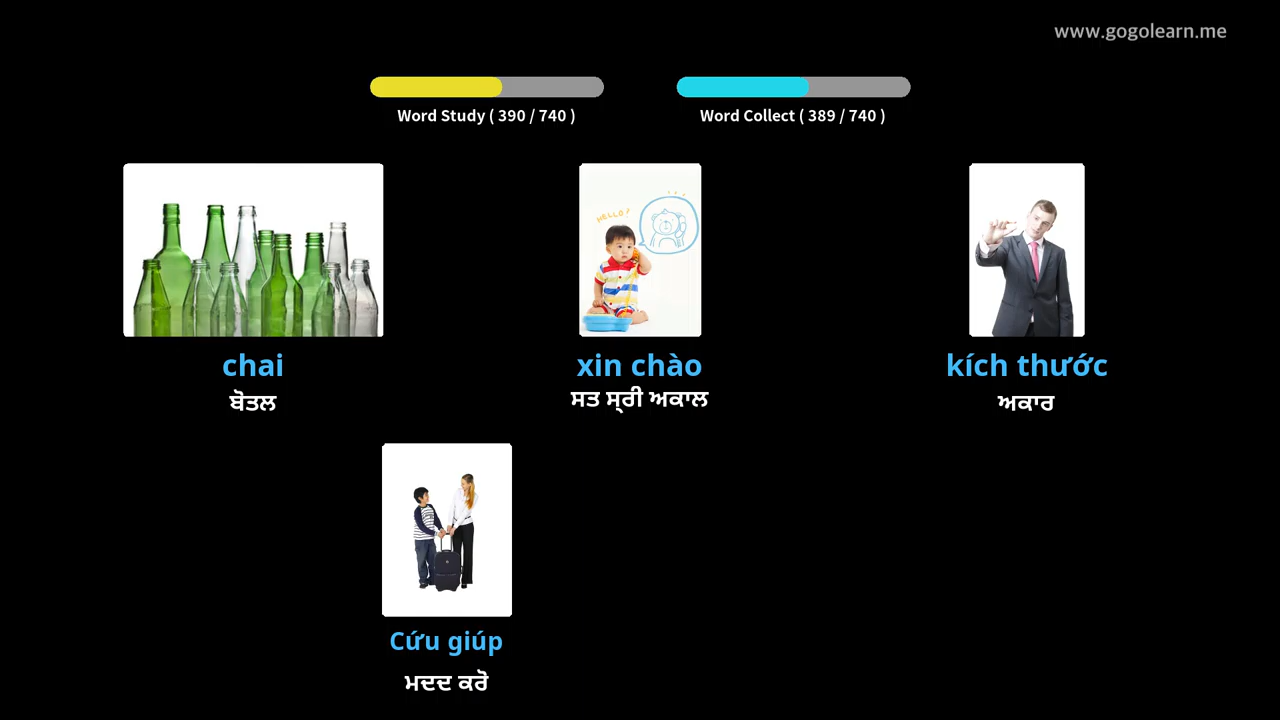 www.gogolearn.me
Word Study ( 390 / 740 )
Word Collect ( 389 / 740 )
HELLO?
chai
xin chào
kích thước
ਬੋਤਲ
ਸਤ ਸ੍ਰੀ ਅਕਾਲ
ਅਕਾਰ
Cứu giúp
ਮਦਦ ਕਰੋ